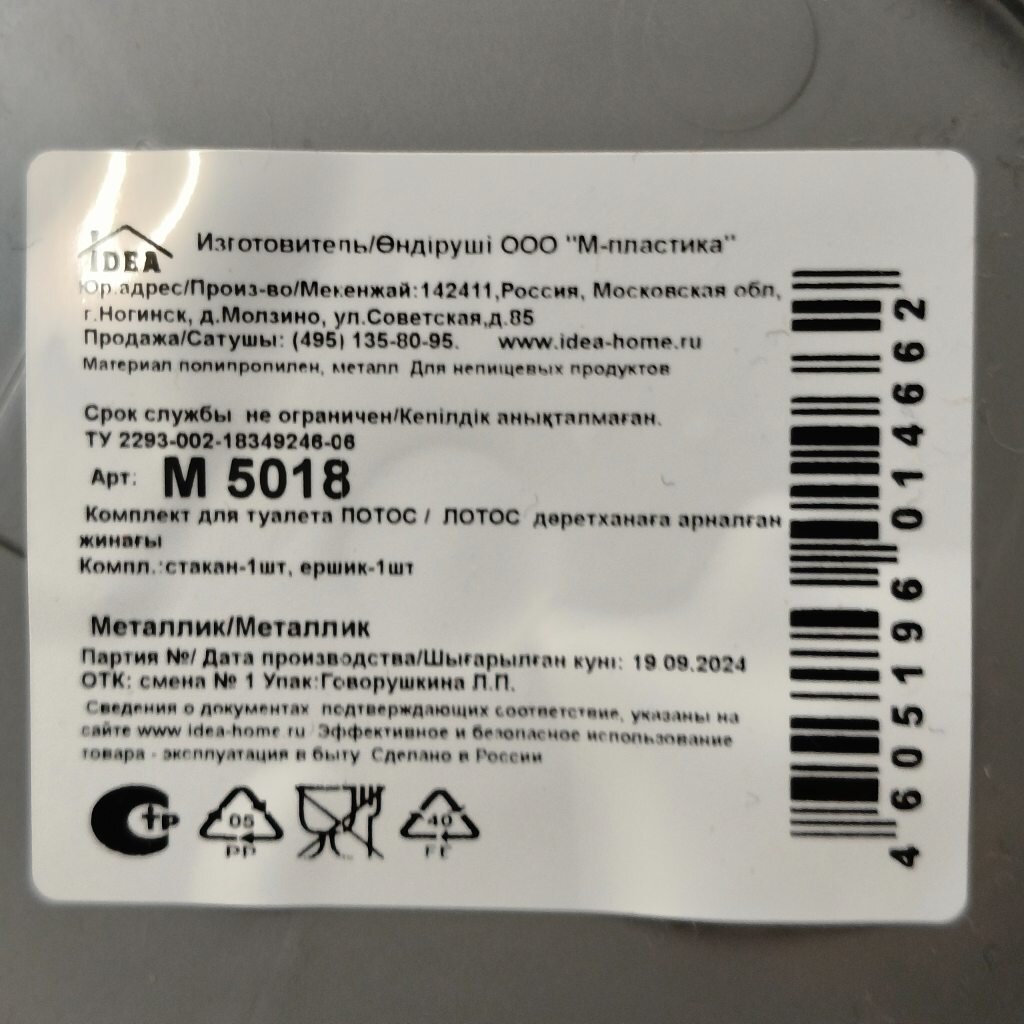 IDEA
Изготовитель/Өндіруші ООО "М-пластика"
Юр.адрес/Произ-во/Мекенжай:142411,Россия, Московская обл,
г.Ногинск, д.Молзино, ул.Советская,д.85
Продажа/Сатушы: (495) 135-80-95. www.idea-home.ru
Материал полипропилен, металл Для непищевых продуктов
Срок службы не ограничен/Кепілдік анықталмаған.
ТУ 2293-002-18349246-06
Арт: М 5018
Комплект для туалета ЛОТОС / ЛОТОС дәретханаға арналған
жинағы
Компл.:стакан-1шт, ершик-1шт
Металлик/Металлик
Партия №/ Дата производства/Шығарылған күні: 19 09.2024
ОТК: смена № 1 Упак:Говорушкина Л.П.
Сведения о документах подтверждающих соответствие, указаны на
сайте www idea-home.ru Эффективное и безопасное использование
товара - эксплуатация в быту Сделано в России
05
PP
40
FE
4605196014662